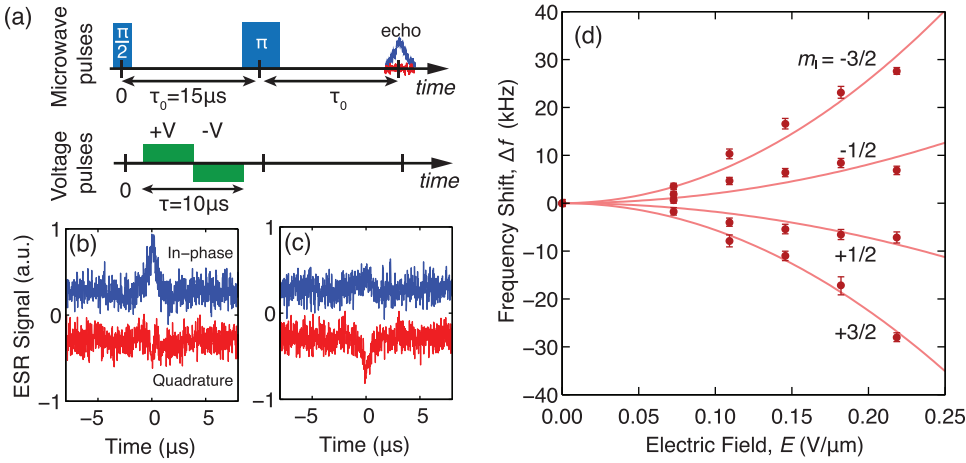 (a)
Microwave
pulses
π/2
π
echo
0
τ₀=15μs
τ₀
time
Voltage
pulses
+V
-V
0
τ=10μs
time
(b)
In−phase
Quadrature
ESR Signal (a.u.)
1
0
−1
−5
0
5
Time (μs)
(c)
1
0
−1
−5
0
5
Time (μs)
(d)
mI = -3/2
-1/2
+1/2
+3/2
Frequency Shift, Δf (kHz)
40
30
20
10
0
−10
−20
−30
−40
0.00
0.05
0.10
0.15
0.20
0.25
Electric Field, E (V/μm)